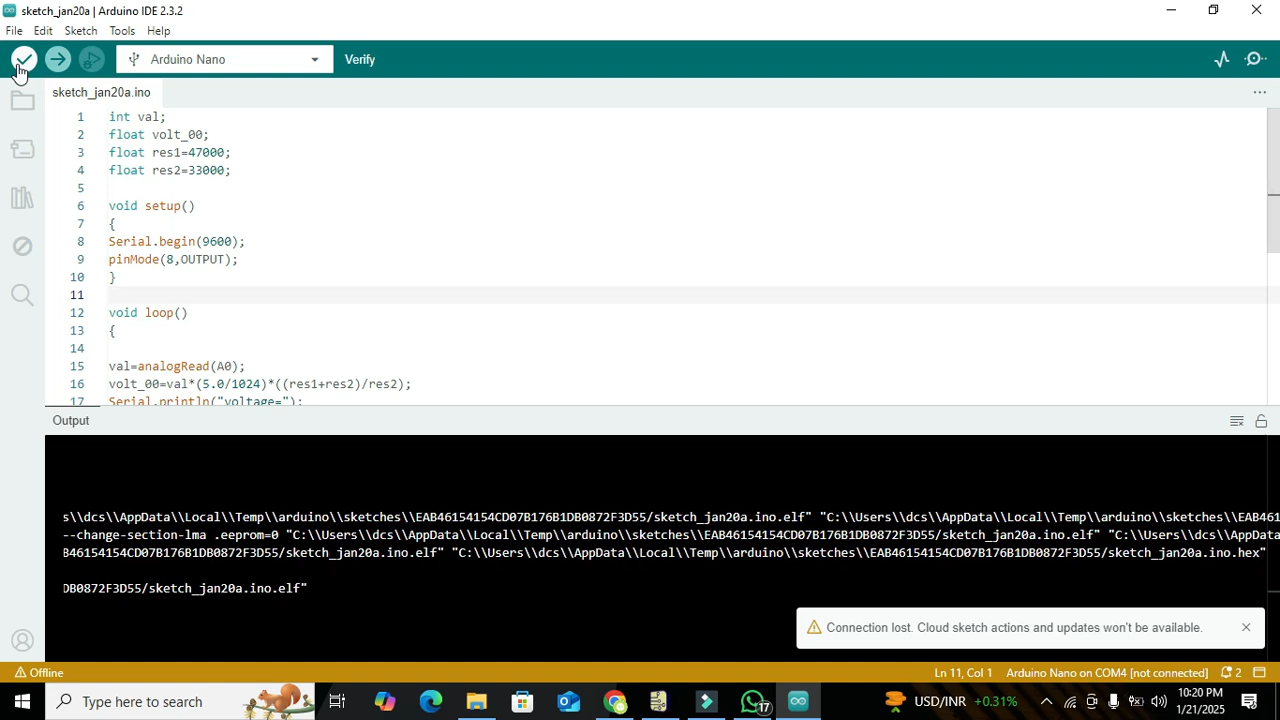 sketch_jan20a | Arduino IDE 2.3.2
File Edit Sketch Tools Help
Arduino Nano Verify
sketch_jan20a.ino
1 int val;
2 float volt_00;
3 float res1=47000;
4 float res2=33000;
5
6 void setup()
7 {
8 Serial.begin(9600);
9 pinMode(8,OUTPUT);
10 }
11
12 void loop()
13 {
14
15 val=analogRead(A0);
16 volt_00=val*(5.0/1024)*((res1+res2)/res2);
17 Serial.println("voltage=");
Output
s\\dcs\\AppData\\Local\\Temp\\arduino\\sketches\\EAB46154154CD07B176B1DB0872F3D55/sketch_jan20a.ino.elf" "C:\\Users\\dcs\\AppData\\Local\\Temp\\arduino\\sketches\\EAB46
--change-section-lma .eeprom=0 "C:\\Users\\dcs\\AppData\\Local\\Temp\\arduino\\sketches\\EAB46154154CD07B176B1DB0872F3D55/sketch_jan20a.ino.elf" "C:\\Users\\dcs\\AppData
B46154154CD07B176B1DB0872F3D55/sketch_jan20a.ino.elf" "C:\\Users\\dcs\\AppData\\Local\\Temp\\arduino\\sketches\\EAB46154154CD07B176B1DB0872F3D55/sketch_jan20a.ino.hex"
DB0872F3D55/sketch_jan20a.ino.elf"
Connection lost. Cloud sketch actions and updates won't be available.
Offline Ln 11, Col 1 Arduino Nano on COM4 [not connected] 2
Type here to search 17 USD/INR +0.31% 10:20 PM
1/21/2025